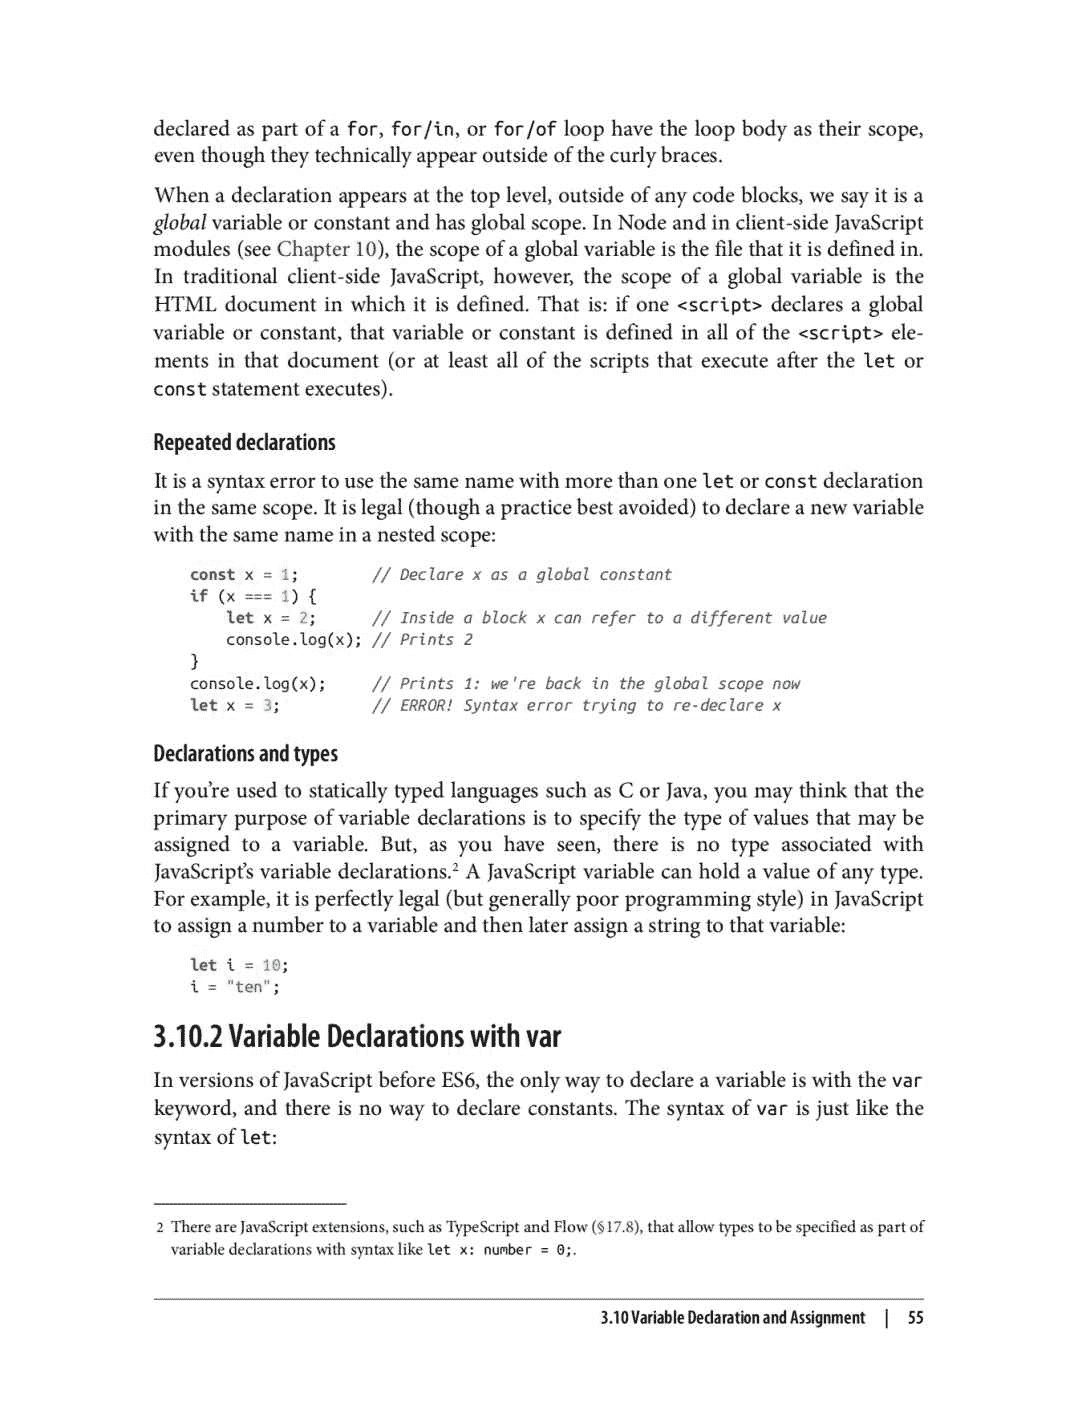 declared as part of a for, for/in, or for/of loop have the loop body as their scope,
even though they technically appear outside of the curly braces.
When a declaration appears at the top level, outside of any code blocks, we say it is a
global variable or constant and has global scope. In Node and in client-side JavaScript
modules (see Chapter 10), the scope of a global variable is the file that it is defined in.
In traditional client-side JavaScript, however, the scope of a global variable is the
HTML document in which it is defined. That is: if one <script> declares a global
variable or constant, that variable or constant is defined in all of the <script> ele-
ments in that document (or at least all of the scripts that execute after the let or
const statement executes).
Repeated declarations
It is a syntax error to use the same name with more than one let or const declaration
in the same scope. It is legal (though a practice best avoided) to declare a new variable
with the same name in a nested scope:
const x = 1;        // Declare x as a global constant
if (x === 1) {
    let x = 2;      // Inside a block x can refer to a different value
    console.log(x); // Prints 2
}
console.log(x);     // Prints 1: we're back in the global scope now
let x = 3;          // ERROR! Syntax error trying to re-declare x
Declarations and types
If you’re used to statically typed languages such as C or Java, you may think that the
primary purpose of variable declarations is to specify the type of values that may be
assigned to a variable. But, as you have seen, there is no type associated with
JavaScript’s variable declarations.2 A JavaScript variable can hold a value of any type.
For example, it is perfectly legal (but generally poor programming style) in JavaScript
to assign a number to a variable and then later assign a string to that variable:
let i = 10;
i = "ten";
3.10.2 Variable Declarations with var
In versions of JavaScript before ES6, the only way to declare a variable is with the var
keyword, and there is no way to declare constants. The syntax of var is just like the
syntax of let:
2 There are JavaScript extensions, such as TypeScript and Flow (§17.8), that allow types to be specified as part of
variable declarations with syntax like let x: number = 0;.
3.10 Variable Declaration and Assignment | 55